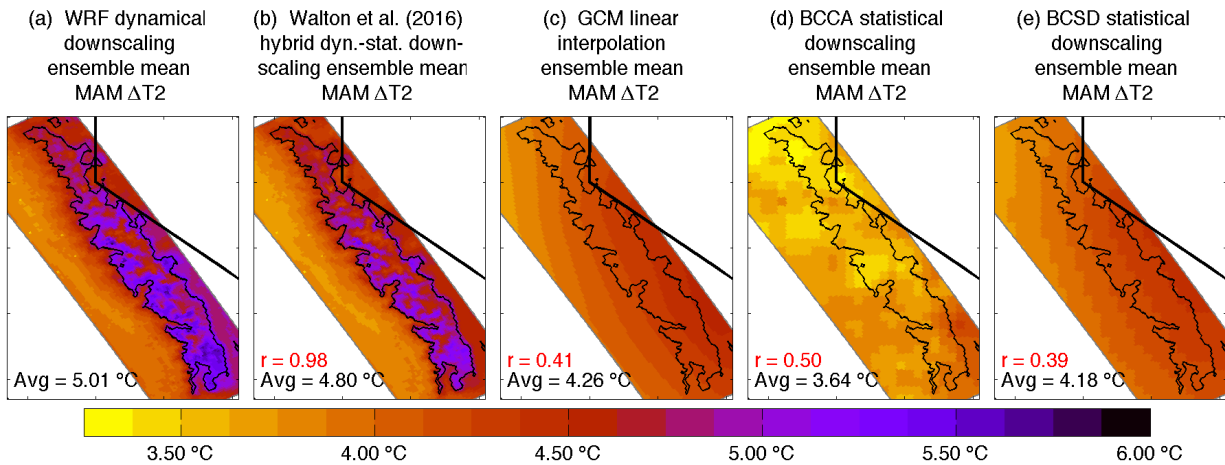 (a) WRF dynamical
downscaling
ensemble mean
MAM ΔT2
(b) Walton et al. (2016)
hybrid dyn.-stat. down-
scaling ensemble mean
MAM ΔT2
(c) GCM linear
interpolation
ensemble mean
MAM ΔT2
(d) BCCA statistical
downscaling
ensemble mean
MAM ΔT2
(e) BCSD statistical
downscaling
ensemble mean
MAM ΔT2
Avg = 5.01 °C
r = 0.98
Avg = 4.80 °C
r = 0.41
Avg = 4.26 °C
r = 0.50
Avg = 3.64 °C
r = 0.39
Avg = 4.18 °C
3.50 °C 4.00 °C 4.50 °C 5.00 °C 5.50 °C 6.00 °C